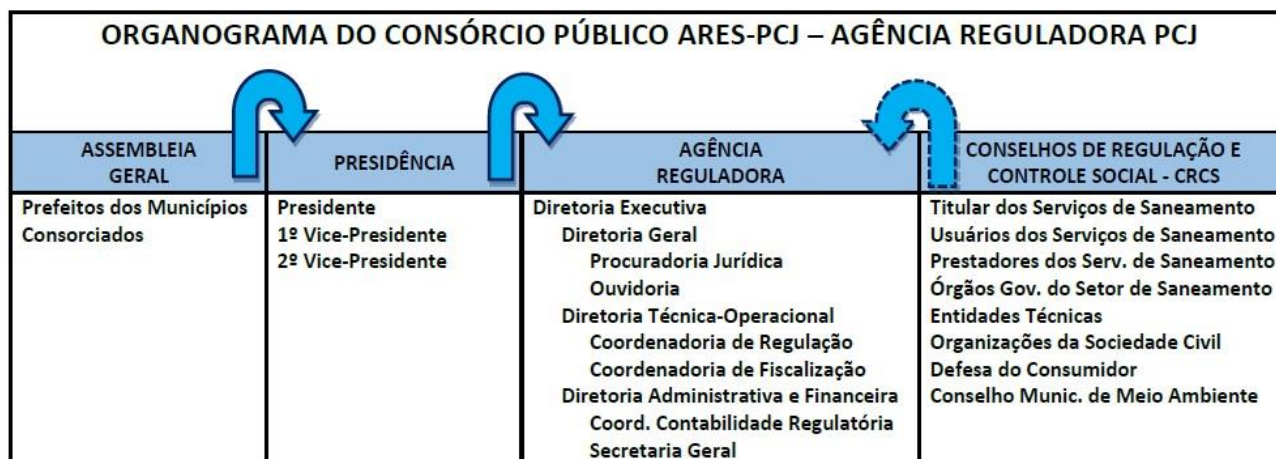 ORGANOGRAMA DO CONSÓRCIO PÚBLICO ARES-PCJ – AGÊNCIA REGULADORA PCJ
ASSEMBLEIA
GERAL
Prefeitos dos Municípios
Consorciados
PRESIDÊNCIA
Presidente
1º Vice-Presidente
2º Vice-Presidente
AGÊNCIA
REGULADORA
Diretoria Executiva
Diretoria Geral
Procuradoria Jurídica
Ouvidoria
Diretoria Técnica-Operacional
Coordenadoria de Regulação
Coordenadoria de Fiscalização
Diretoria Administrativa e Financeira
Coord. Contabilidade Regulatória
Secretaria Geral
CONSELHOS DE REGULAÇÃO E
CONTROLE SOCIAL - CRCS
Titular dos Serviços de Saneamento
Usuários dos Serviços de Saneamento
Prestadores dos Serv. de Saneamento
Órgãos Gov. do Setor de Saneamento
Entidades Técnicas
Organizações da Sociedade Civil
Defesa do Consumidor
Conselho Munic. de Meio Ambiente